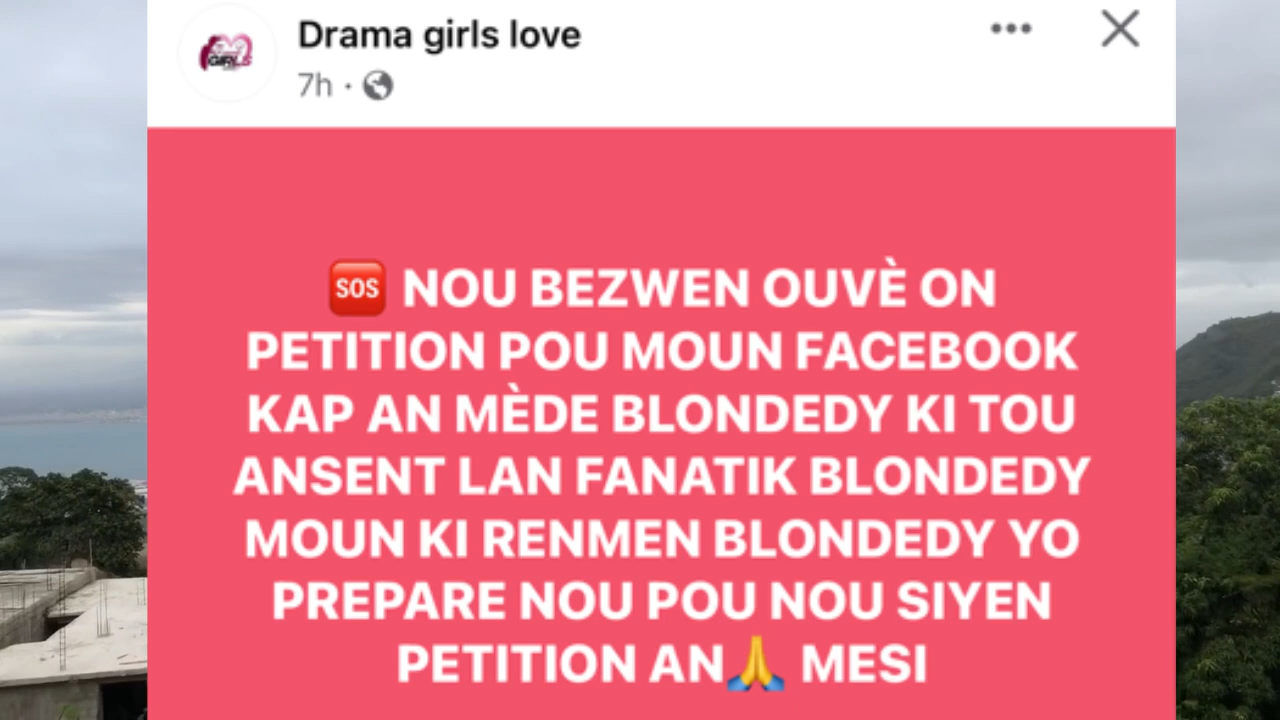 Drama girls love
7h ·
🆘 NOU BEZWEN OUVÈ ON
PETITION POU MOUN FACEBOOK
KAP AN MÈDE BLONDEDY KI TOU
ANSENT LAN FANATIK BLONDEDY
MOUN KI RENMEN BLONDEDY YO
PREPARE NOU POU NOU SIYEN
PETITION AN🙏 MESI